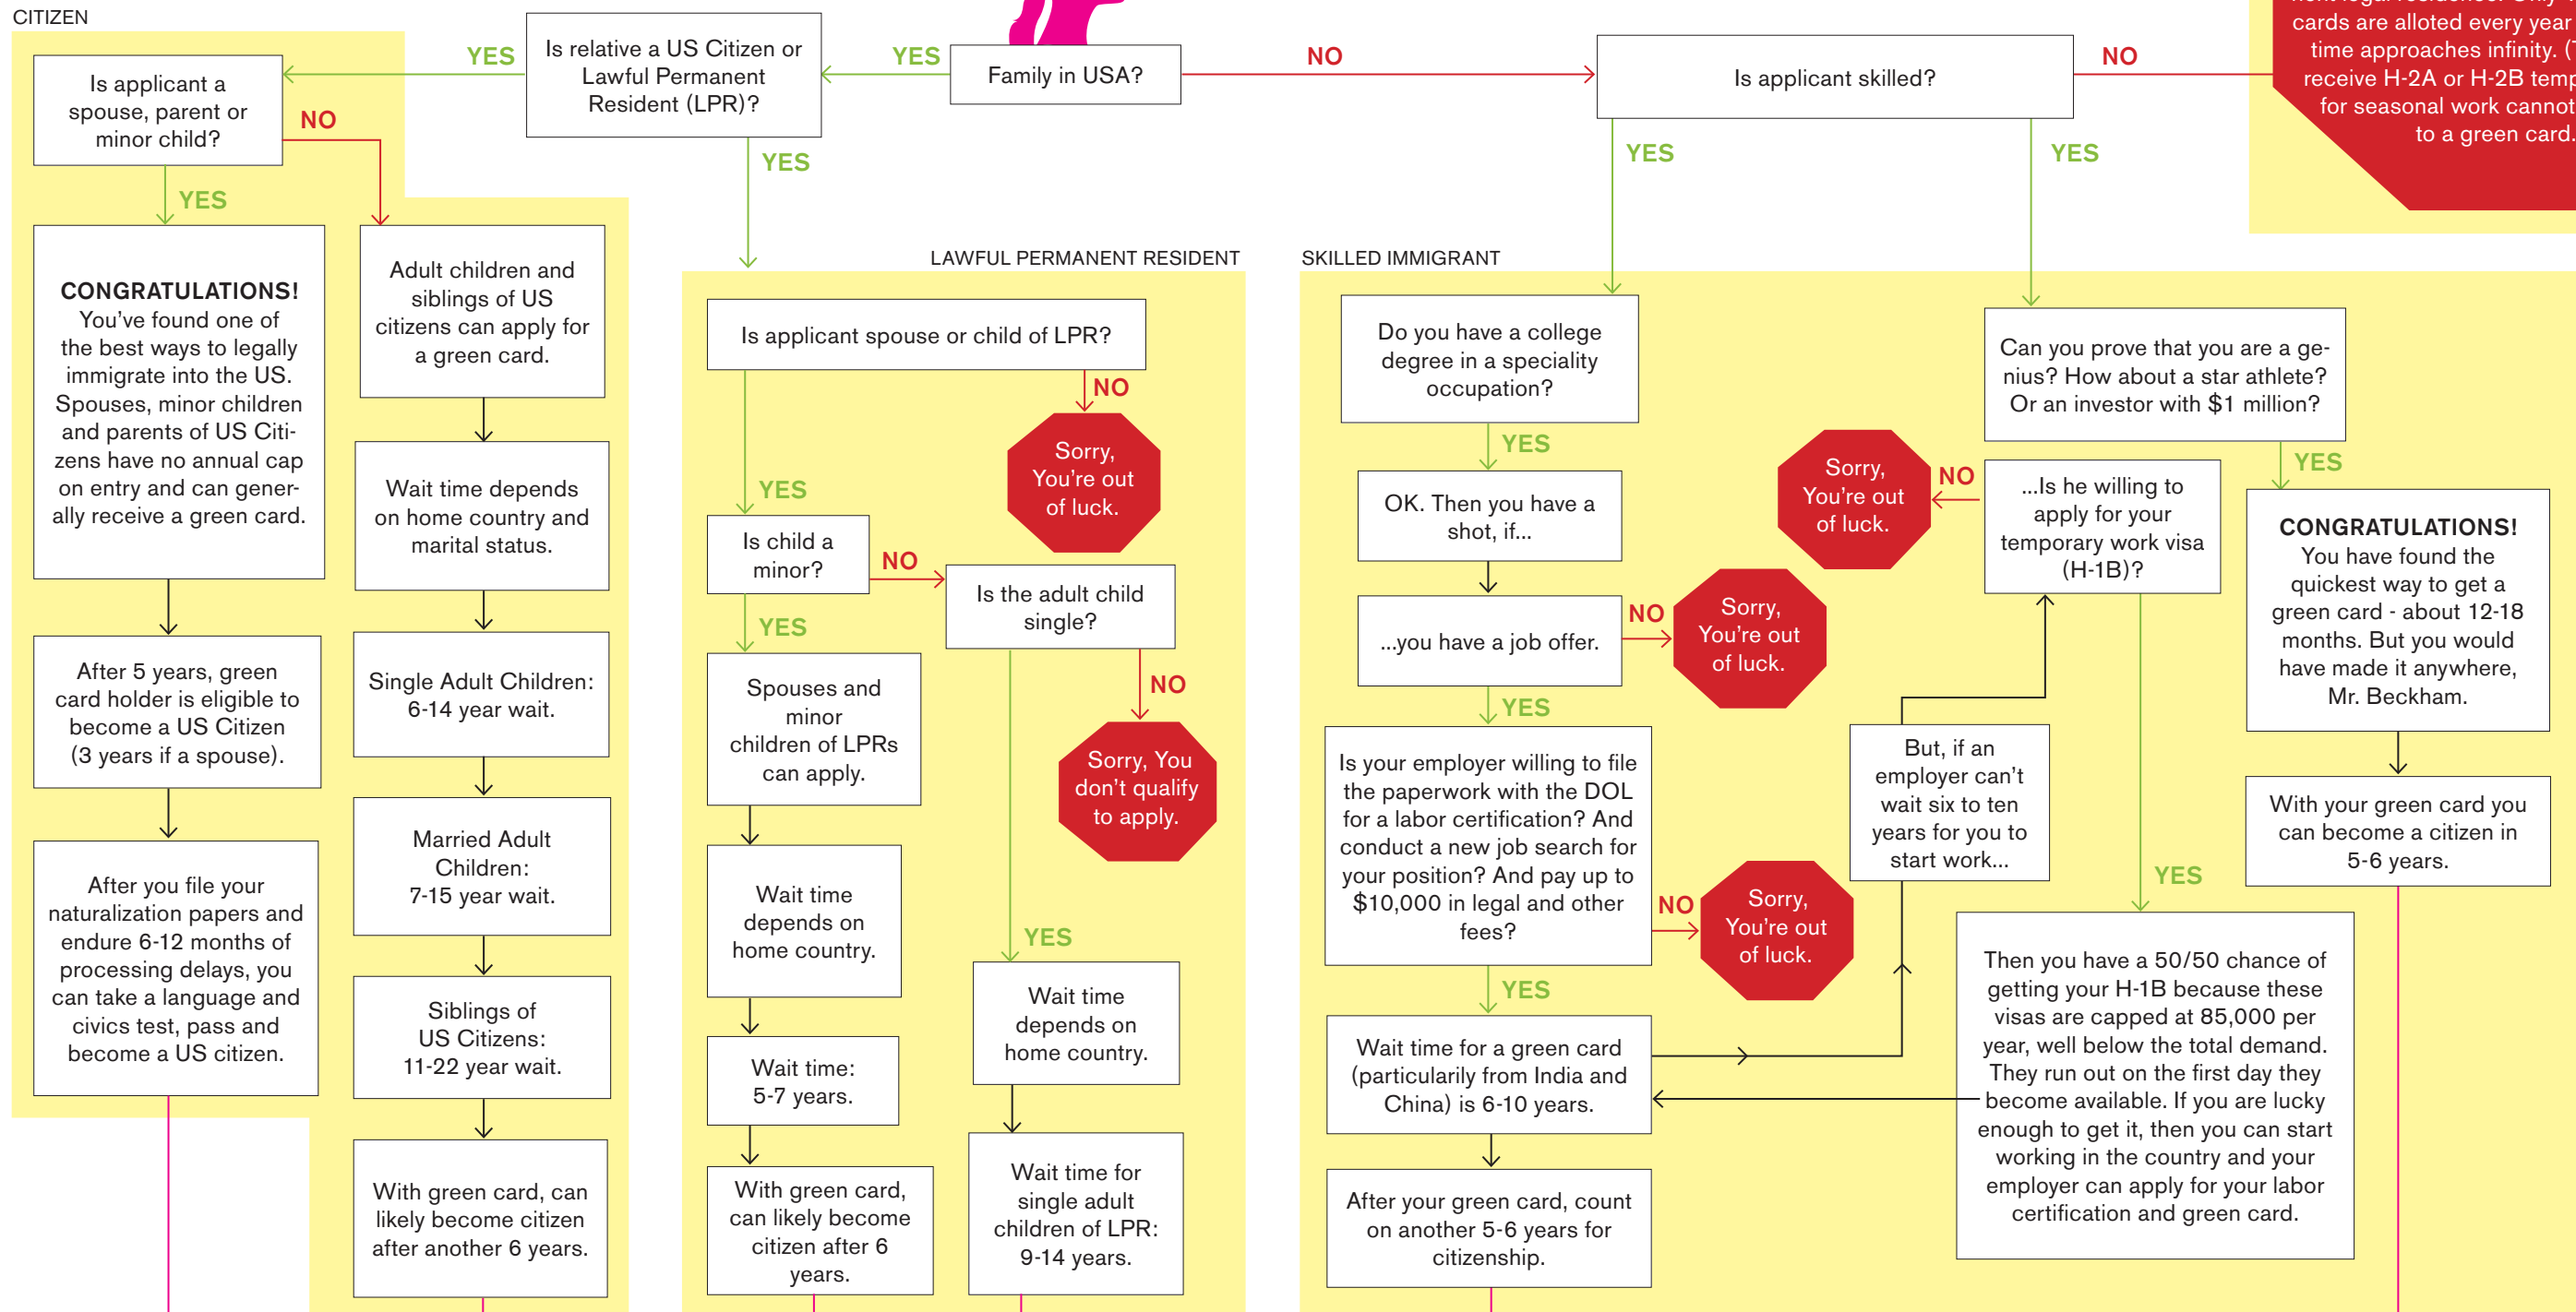 CITIZEN
Is applicant a
spouse, parent or
minor child?
YES
NO
YES
Is relative a US Citizen or
Lawful Permanent
Resident (LPR)?
YES
Family in USA?
NO
Is applicant skilled?
NO
cards are alloted every year
time approaches infinity.
receive H-2A or H-2B
for seasonal work cannot
to a green card.
YES
YES
YES
CONGRATULATIONS!
You've found one of
the best ways to legally
immigrate into the US.
Spouses, minor children
and parents of US Citi-
zens have no annual cap
on entry and can gener-
ally receive a green card.
After 5 years, green
card holder is eligible to
become a US Citizen
(3 years if a spouse).
After you file your
naturalization papers and
endure 6-12 months of
processing delays, you
can take a language and
civics test, pass and
become a US citizen.
Adult children and
siblings of US
citizens can apply for
a green card.
Wait time depends
on home country and
marital status.
Single Adult Children:
6-14 year wait.
Married Adult
Children:
7-15 year wait.
Siblings of
US Citizens:
11-22 year wait.
With green card, can
likely become citizen
after another 6 years.
LAWFUL PERMANENT RESIDENT
Is applicant spouse or child of LPR?
NO
Sorry,
You're out
of luck.
YES
Is child a
minor?
NO
Is the adult child
single?
YES
NO
Sorry, You
don't qualify
to apply.
Spouses and
minor
children of LPRs
can apply.
Wait time
depends on
home country.
Wait time:
5-7 years.
With green card,
can likely become
citizen after 6
years.
YES
Wait time
depends on
home country.
Wait time for
single adult
children of LPR:
9-14 years.
SKILLED IMMIGRANT
Do you have a college
degree in a speciality
occupation?
YES
OK. Then you have a
shot, if...
...you have a job offer.
NO
Sorry,
You're out
of luck.
YES
Is your employer willing to file
the paperwork with the DOL
for a labor certification? And
conduct a new job search for
your position? And pay up to
$10,000 in legal and other
fees?
NO
Sorry,
You're out
of luck.
YES
Wait time for a green card
(particularily from India and
China) is 6-10 years.
After your green card, count
on another 5-6 years for
citizenship.
But, if an
employer can't
wait six to ten
years for you to
start work...
...Is he willing to
apply for your
temporary work visa
(H-1B)?
NO
Sorry,
You're out
of luck.
YES
Then you have a 50/50 chance of
getting your H-1B because these
visas are capped at 85,000 per
year, well below the total demand.
They run out on the first day they
become available. If you are lucky
enough to get it, then you can start
working in the country and your
employer can apply for your labor
certification and green card.
Can you prove that you are a ge-
nius? How about a star athlete?
Or an investor with $1 million?
YES
CONGRATULATIONS!
You have found the
quickest way to get a
green card - about 12-18
months. But you would
have made it anywhere,
Mr. Beckham.
With your green card you
can become a citizen in
5-6 years.